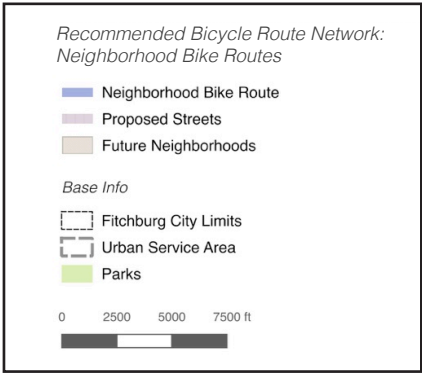 Recommended Bicycle Route Network:
Neighborhood Bike Routes
Neighborhood Bike Route
Proposed Streets
Future Neighborhoods
Base Info
Fitchburg City Limits
Urban Service Area
Parks
0 2500 5000 7500 ft